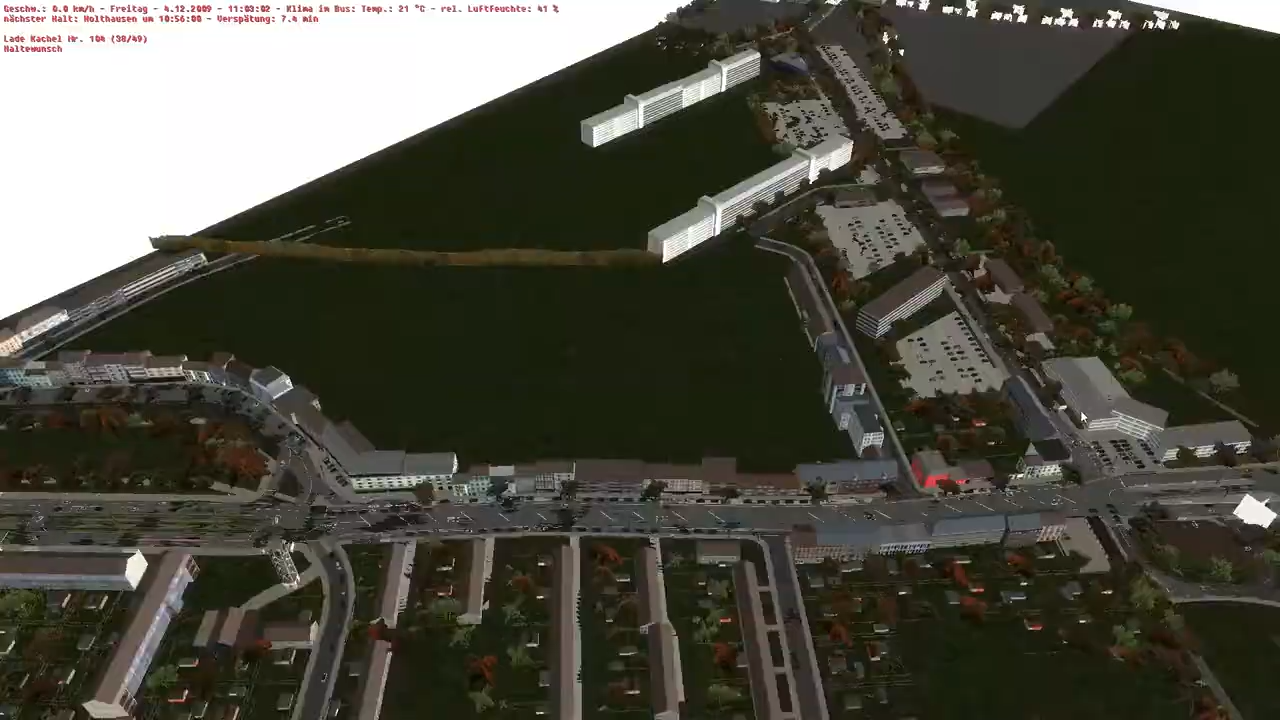 Geschw.: 0.0 km/h - Freitag - 4.12.2009 - 11:03:02 - Klima im Bus: Temp.: 21 °C - rel. Luftfeuchte: 41 %
nächster Halt: Holthausen um 10:56:00 - Verspätung: 7.4 min
Lade Kachel Nr. 104 (38/49)
Haltewunsch